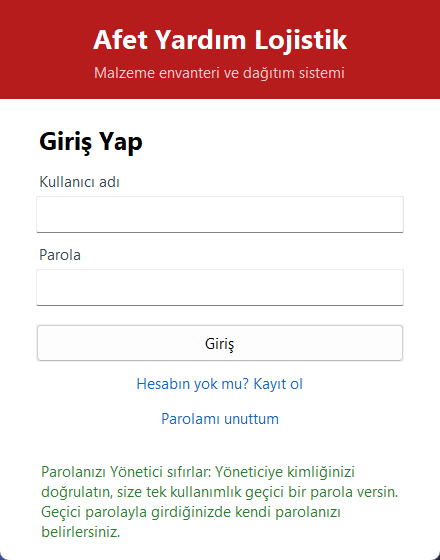 Afet Yardım Lojistik
Malzeme envanteri ve dağıtım sistemi
Giriş Yap
Kullanıcı adı
Parola
Giriş
Hesabın yok mu? Kayıt ol
Parolamı unuttum
Parolanızı Yönetici sıfırlar: Yöneticiye kimliğinizi
doğrulatın, size tek kullanımlık geçici bir parola versin.
Geçici parolayla girdiğinizde kendi parolanızı
belirlersiniz.